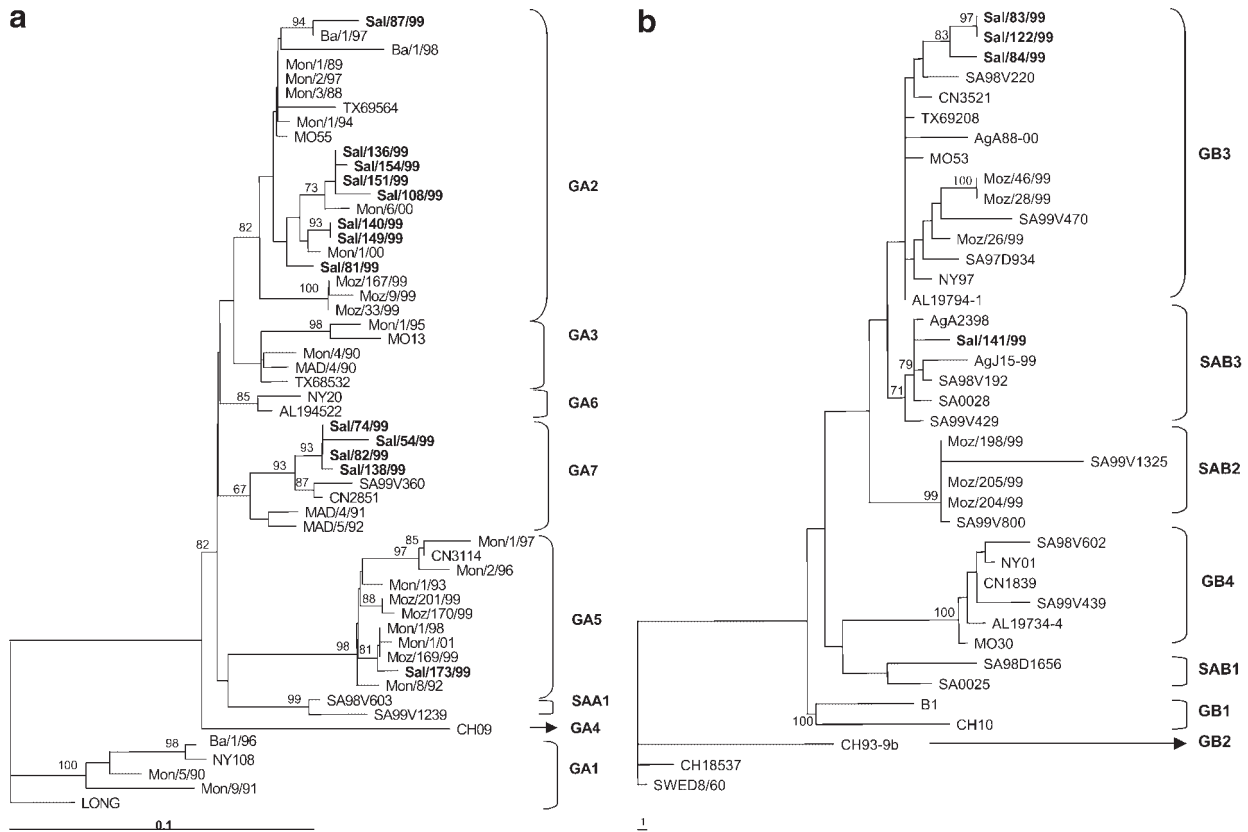 a
94
Sal/87/99
Ba/1/97
Ba/1/98
Mon/1/89
Mon/2/97
Mon/3/88
TX69564
Mon/1/94
MO55
Sal/136/99
Sal/154/99
Sal/151/99
73
Sal/108/99
Mon/6/00
93
Sal/140/99
Sal/149/99
Mon/1/00
Sal/81/99
82
Moz/167/99
100
Moz/9/99
Moz/33/99
GA2
98
Mon/1/95
MO13
Mon/4/90
MAD/4/90
TX68532
GA3
85
NY20
AL194522
GA6
Sal/74/99
Sal/54/99
93
Sal/82/99
93
Sal/138/99
87
SA99V360
CN2851
67
MAD/4/91
MAD/5/92
GA7
82
85
Mon/1/97
97
CN3114
Mon/2/96
Mon/1/93
88
Moz/201/99
Moz/170/99
Mon/1/98
Mon/1/01
98
81
Moz/169/99
Sal/173/99
Mon/8/92
GA5
99
SA98V603
SA99V1239
SAA1
CH09
GA4
98
Ba/1/96
NY108
100
Mon/5/90
Mon/9/91
LONG
GA1
0.1
b
97
Sal/83/99
83
Sal/122/99
Sal/84/99
SA98V220
CN3521
TX69208
AgA88-00
MO53
100
Moz/46/99
Moz/28/99
SA99V470
Moz/26/99
SA97D934
NY97
AL19794-1
GB3
AgA2398
Sal/141/99
79
AgJ15-99
SA98V192
71
SA0028
SA99V429
SAB3
Moz/198/99
SA99V1325
Moz/205/99
99
Moz/204/99
SA99V800
SAB2
SA98V602
NY01
CN1839
SA99V439
100
AL19734-4
MO30
GB4
SA98D1656
SA0025
SAB1
B1
100
CH10
GB1
CH93-9b
GB2
CH18537
SWED8/60
1